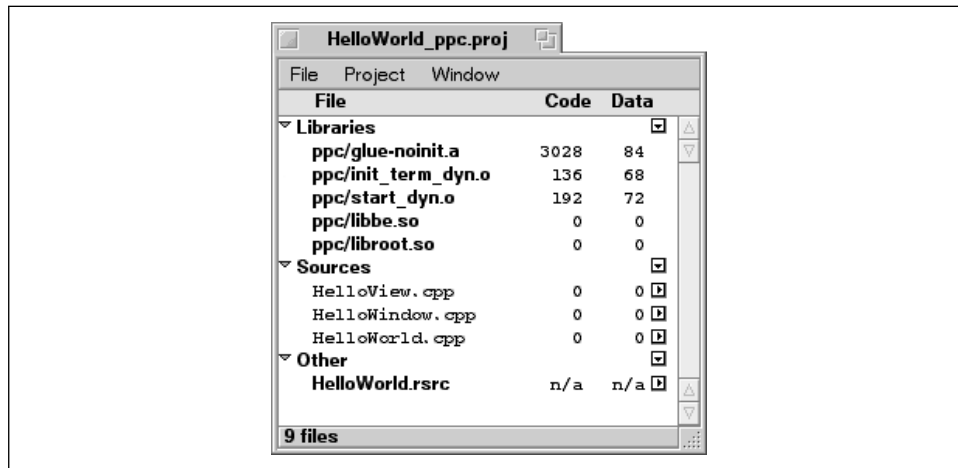 HelloWorld_ppc.proj
File Project Window
File Code Data
Libraries
ppc/glue-noinit.a 3028 84
ppc/init_term_dyn.o 136 68
ppc/start_dyn.o 192 72
ppc/libbe.so 0 0
ppc/libroot.so 0 0
Sources
HelloView.cpp 0 0
HelloWindow.cpp 0 0
HelloWorld.cpp 0 0
Other
HelloWorld.rsrc n/a n/a
9 files